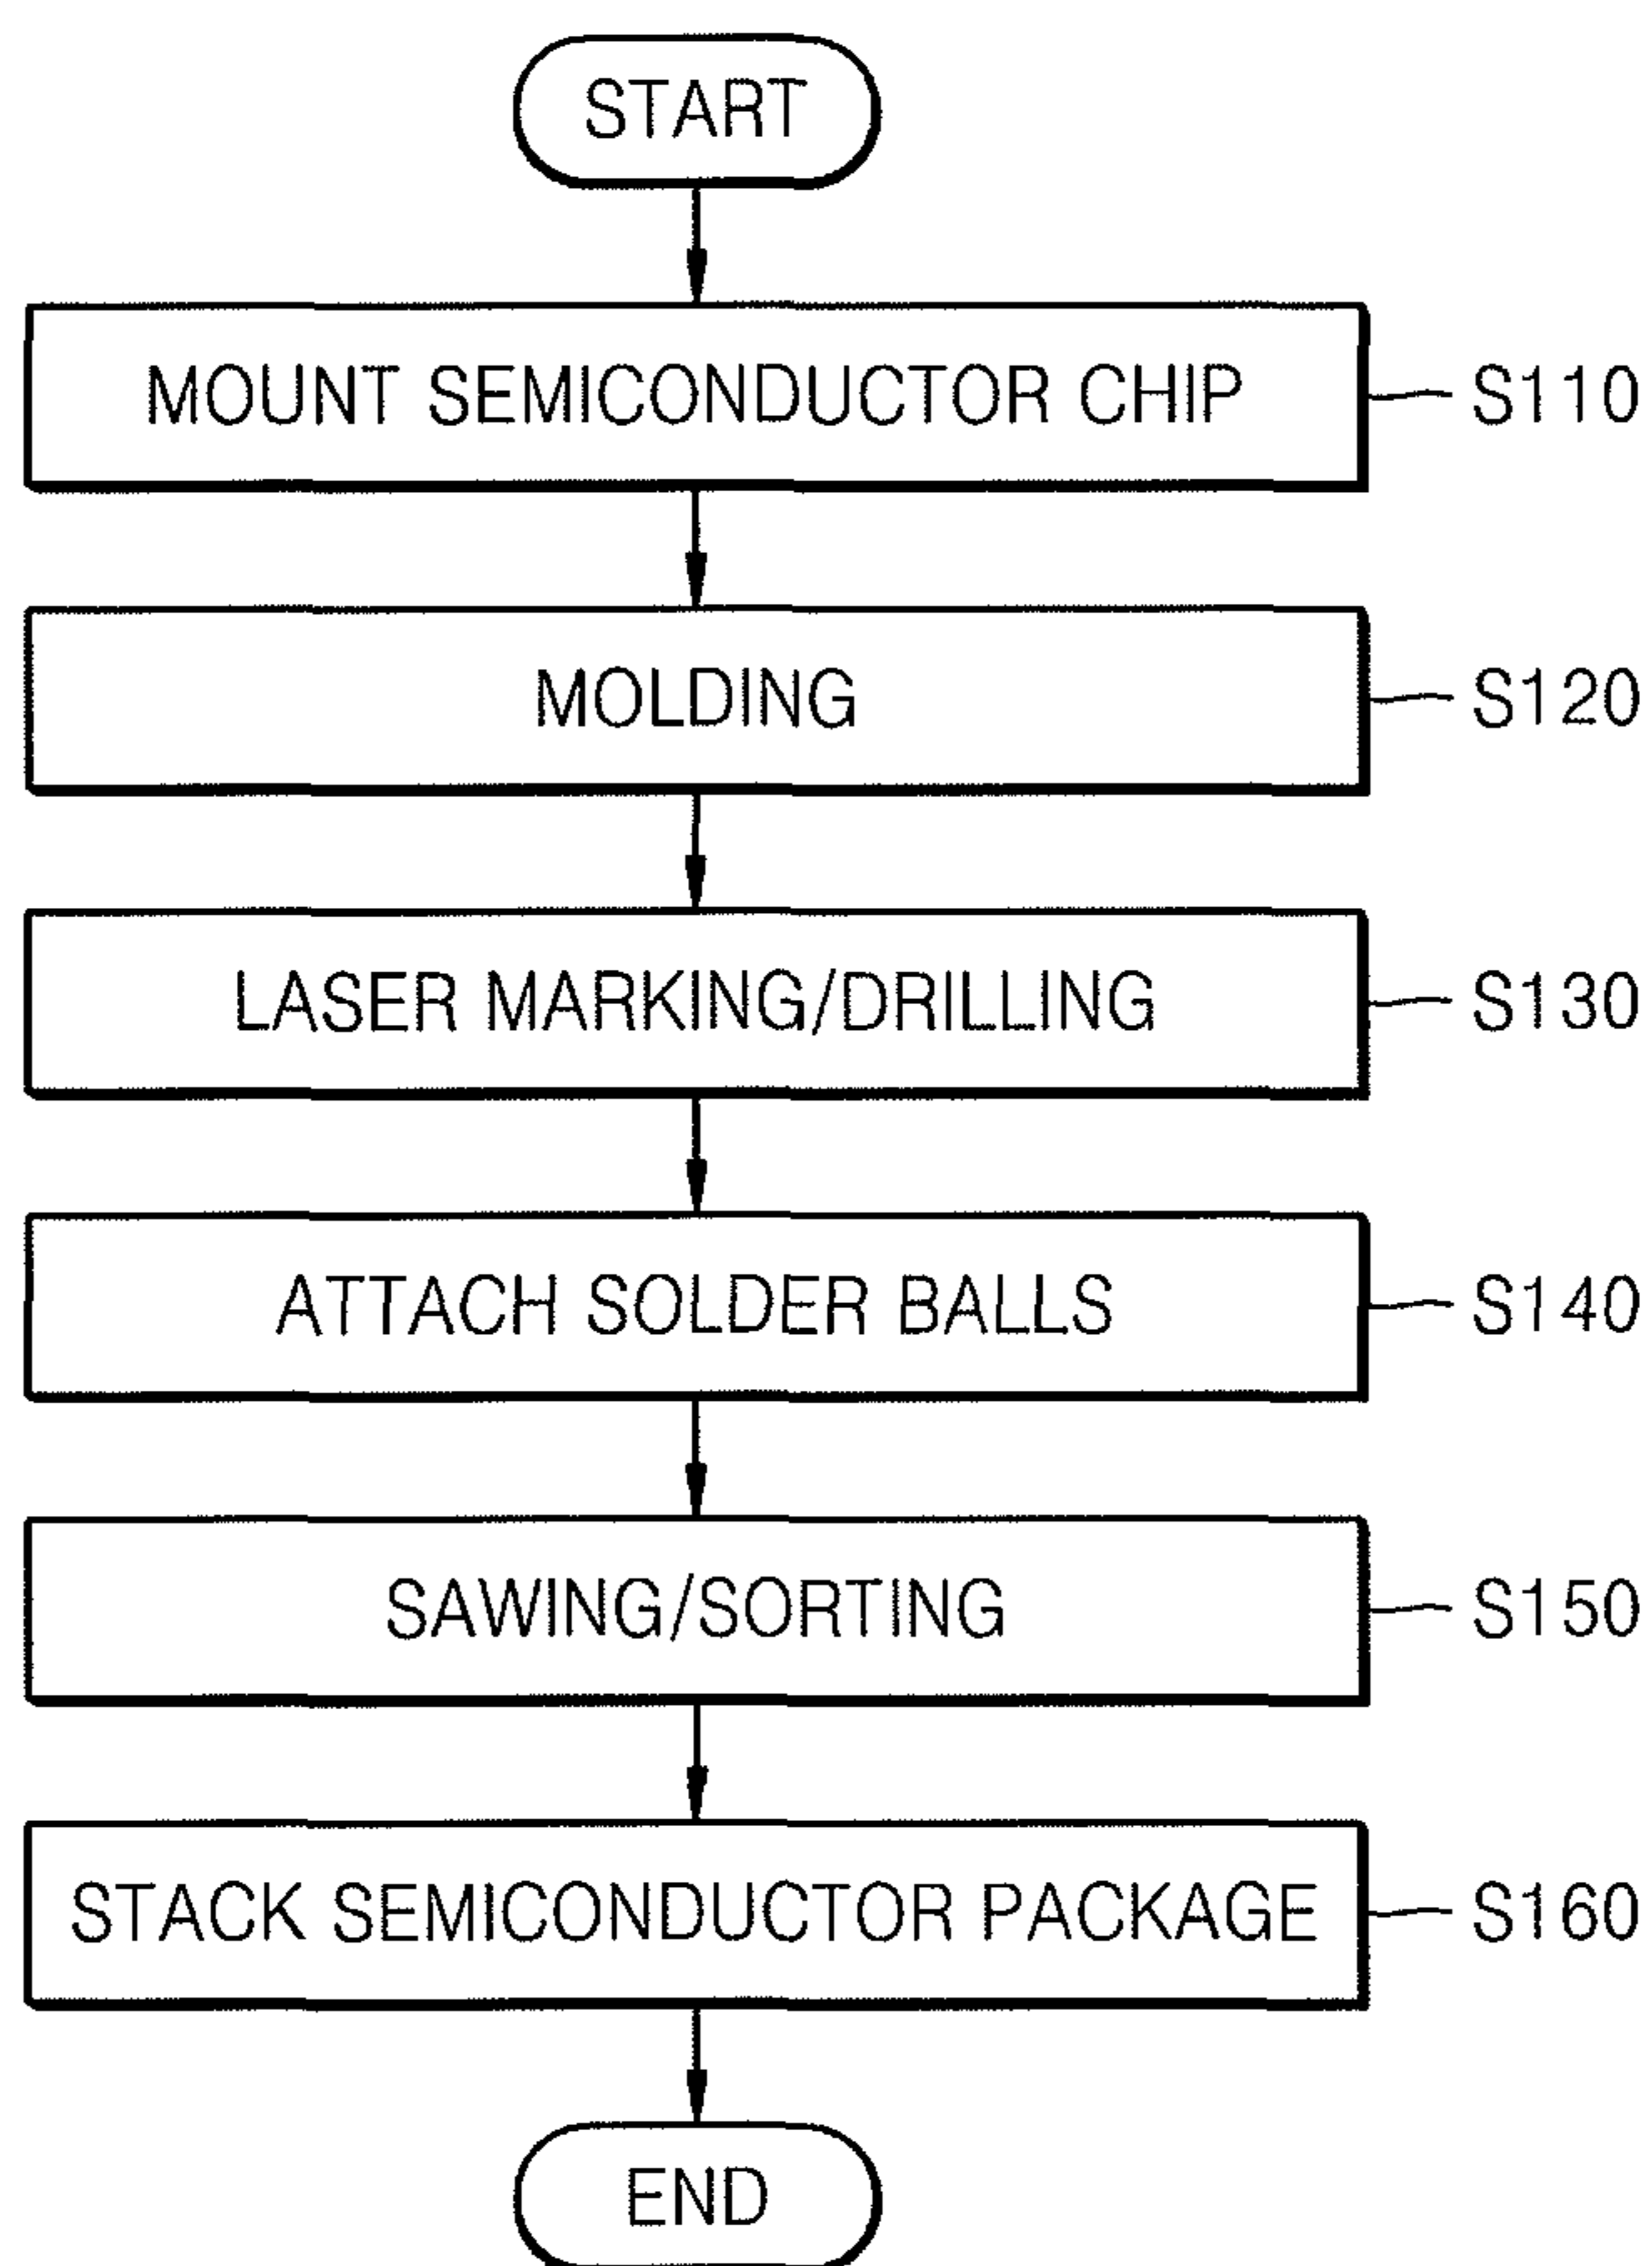 START
MOUNT SEMICONDUCTOR CHIP S110
MOLDING S120
LASER MARKING/DRILLING S130
ATTACH SOLDER BALLS S140
SAWING/SORTING S150
STACK SEMICONDUCTOR PACKAGE S160
END